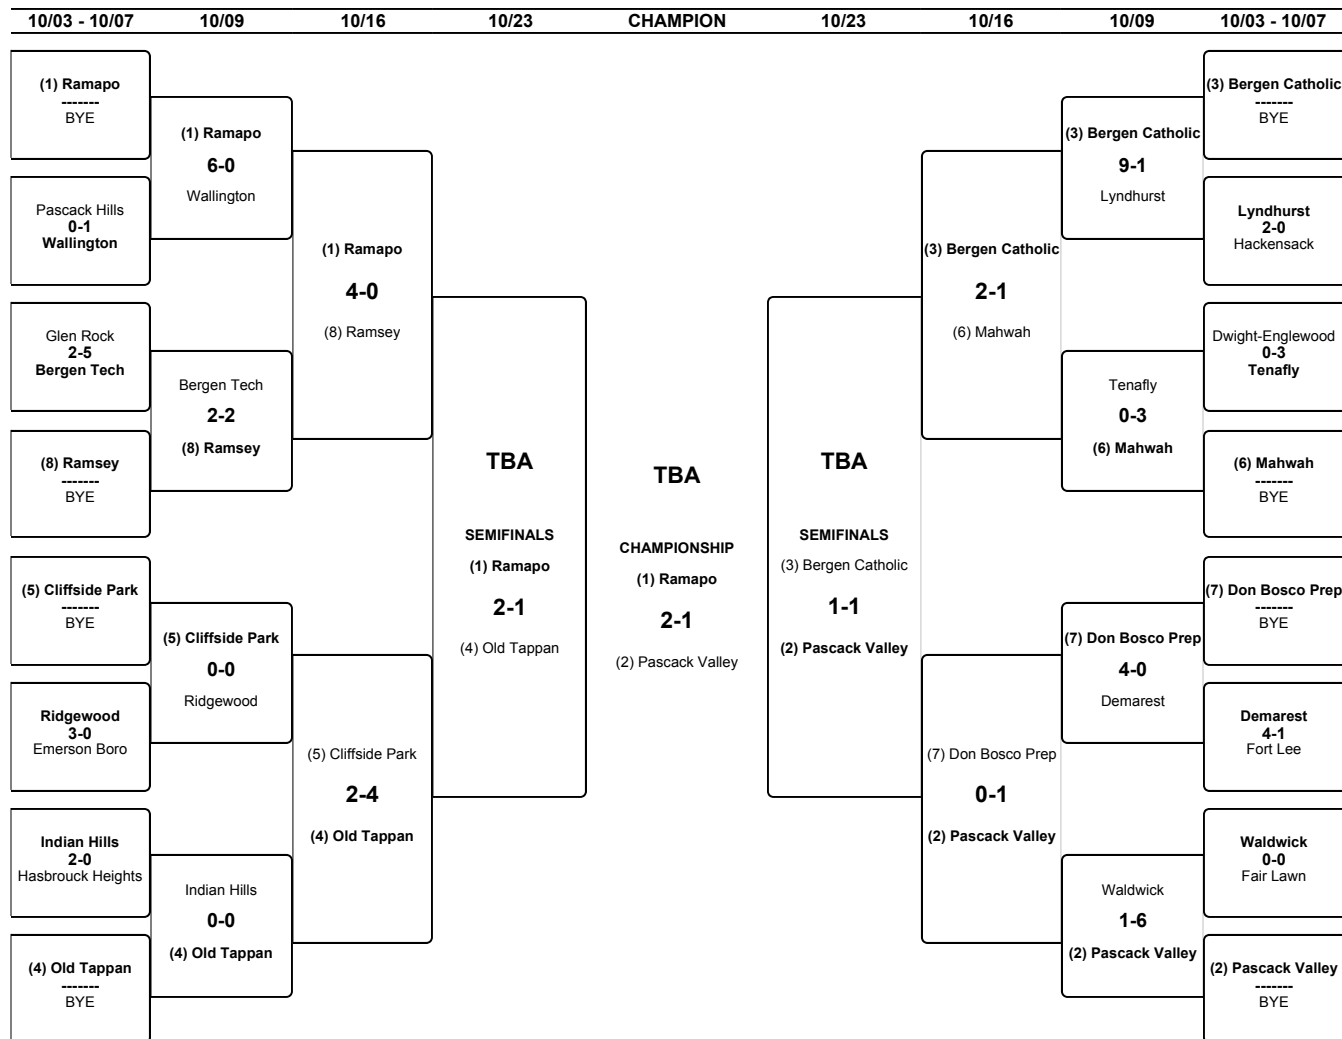 10/03 - 10/07 10/09 10/16 10/23 CHAMPION 10/23 10/16 10/09 10/03 - 10/07
(1) Ramapo
-------
BYE
Pascack Hills
0-1
Wallington
Glen Rock
2-5
Bergen Tech
(8) Ramsey
-------
BYE
(5) Cliffside Park
-------
BYE
Ridgewood
3-0
Emerson Boro
Indian Hills
2-0
Hasbrouck Heights
(4) Old Tappan
-------
BYE
(1) Ramapo
6-0
Wallington
Bergen Tech
2-2
(8) Ramsey
(5) Cliffside Park
0-0
Ridgewood
Indian Hills
0-0
(4) Old Tappan
(1) Ramapo
4-0
(8) Ramsey
(5) Cliffside Park
2-4
(4) Old Tappan
TBA
SEMIFINALS
(1) Ramapo
2-1
(4) Old Tappan
TBA
CHAMPIONSHIP
(1) Ramapo
2-1
(2) Pascack Valley
TBA
SEMIFINALS
(3) Bergen Catholic
1-1
(2) Pascack Valley
(3) Bergen Catholic
2-1
(6) Mahwah
(7) Don Bosco Prep
0-1
(2) Pascack Valley
(3) Bergen Catholic
9-1
Lyndhurst
Tenafly
0-3
(6) Mahwah
(7) Don Bosco Prep
4-0
Demarest
Waldwick
1-6
(2) Pascack Valley
(3) Bergen Catholic
-------
BYE
Lyndhurst
2-0
Hackensack
Dwight-Englewood
0-3
Tenafly
(6) Mahwah
-------
BYE
(7) Don Bosco Prep
-------
BYE
Demarest
4-1
Fort Lee
Waldwick
0-0
Fair Lawn
(2) Pascack Valley
-------
BYE